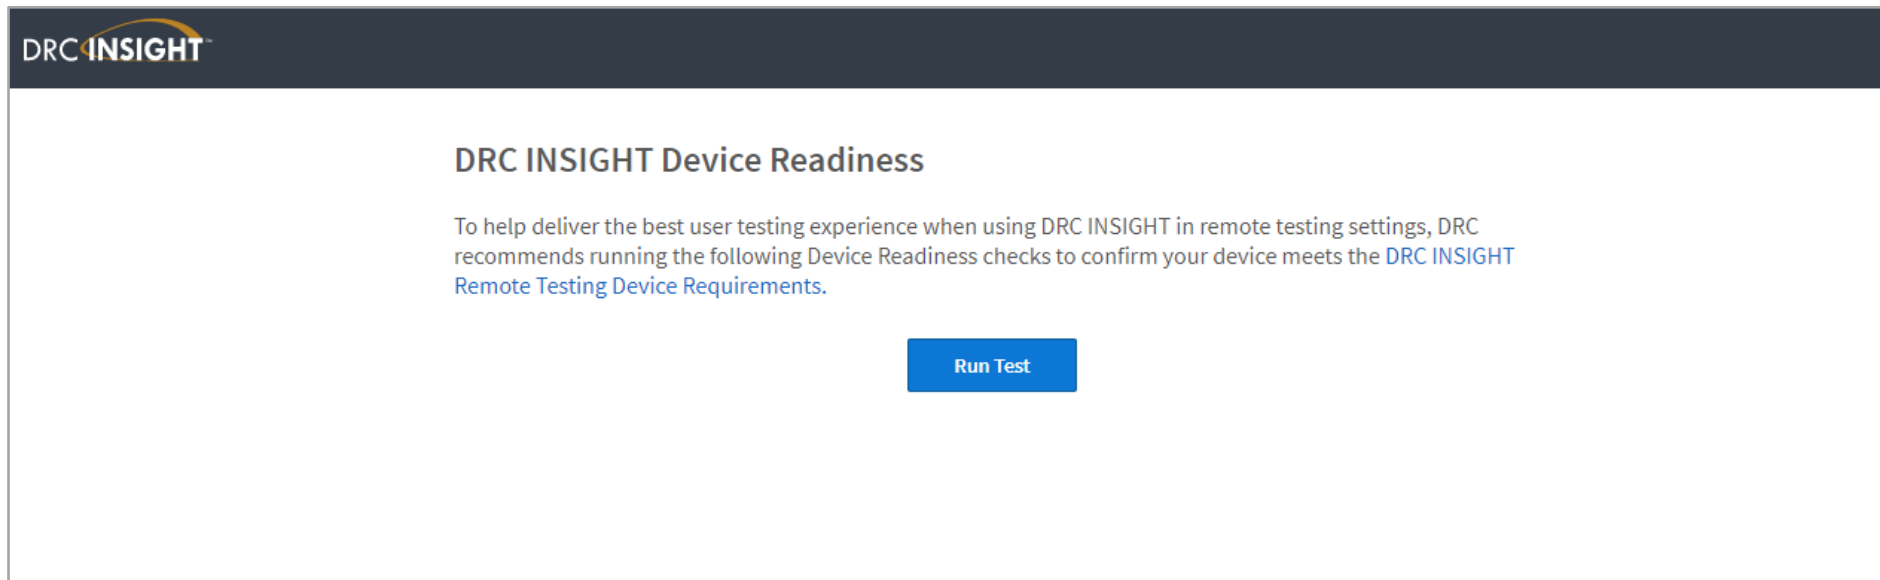 DRC INSIGHT™
DRC INSIGHT Device Readiness
To help deliver the best user testing experience when using DRC INSIGHT in remote testing settings, DRC
recommends running the following Device Readiness checks to confirm your device meets the DRC INSIGHT
Remote Testing Device Requirements.
Run Test